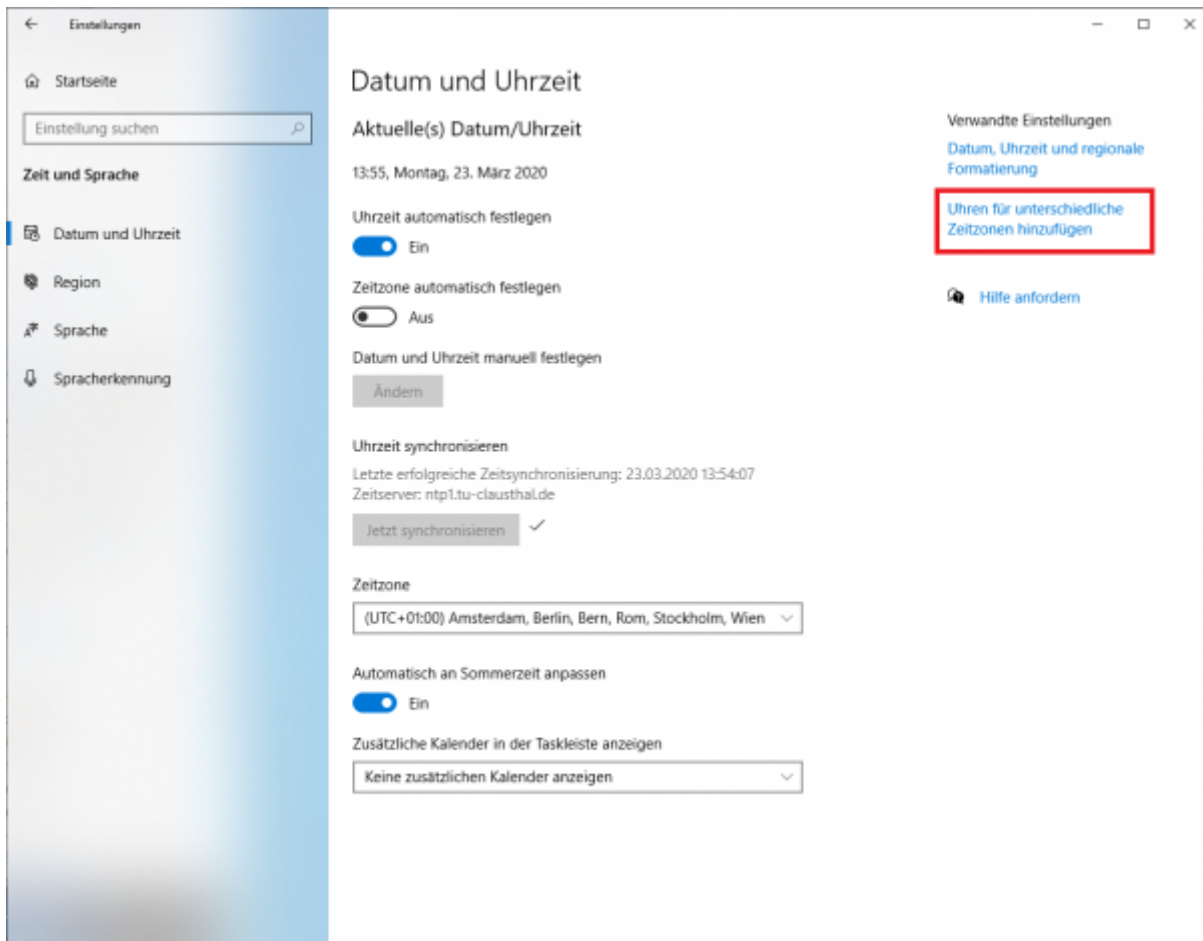 Einstellungen
Startseite
Einstellung suchen
Zeit und Sprache
Datum und Uhrzeit
Region
Sprache
Spracherkennung
Datum und Uhrzeit
Aktuelle(s) Datum/Uhrzeit
13:55, Montag, 23. März 2020
Uhrzeit automatisch festlegen
Ein
Zeitzone automatisch festlegen
Aus
Datum und Uhrzeit manuell festlegen
Ändern
Uhrzeit synchronisieren
Letzte erfolgreiche Zeitsynchronisierung: 23.03.2020 13:54:07
Zeitserver: ntp1.tu-clausthal.de
Jetzt synchronisieren
Zeitzone
(UTC+01:00) Amsterdam, Berlin, Bern, Rom, Stockholm, Wien
Automatisch an Sommerzeit anpassen
Ein
Zusätzliche Kalender in der Taskleiste anzeigen
Keine zusätzlichen Kalender anzeigen
Verwandte Einstellungen
Datum, Uhrzeit und regionale
Formatierung
Uhren für unterschiedliche
Zeitzonen hinzufügen
Hilfe anfordern